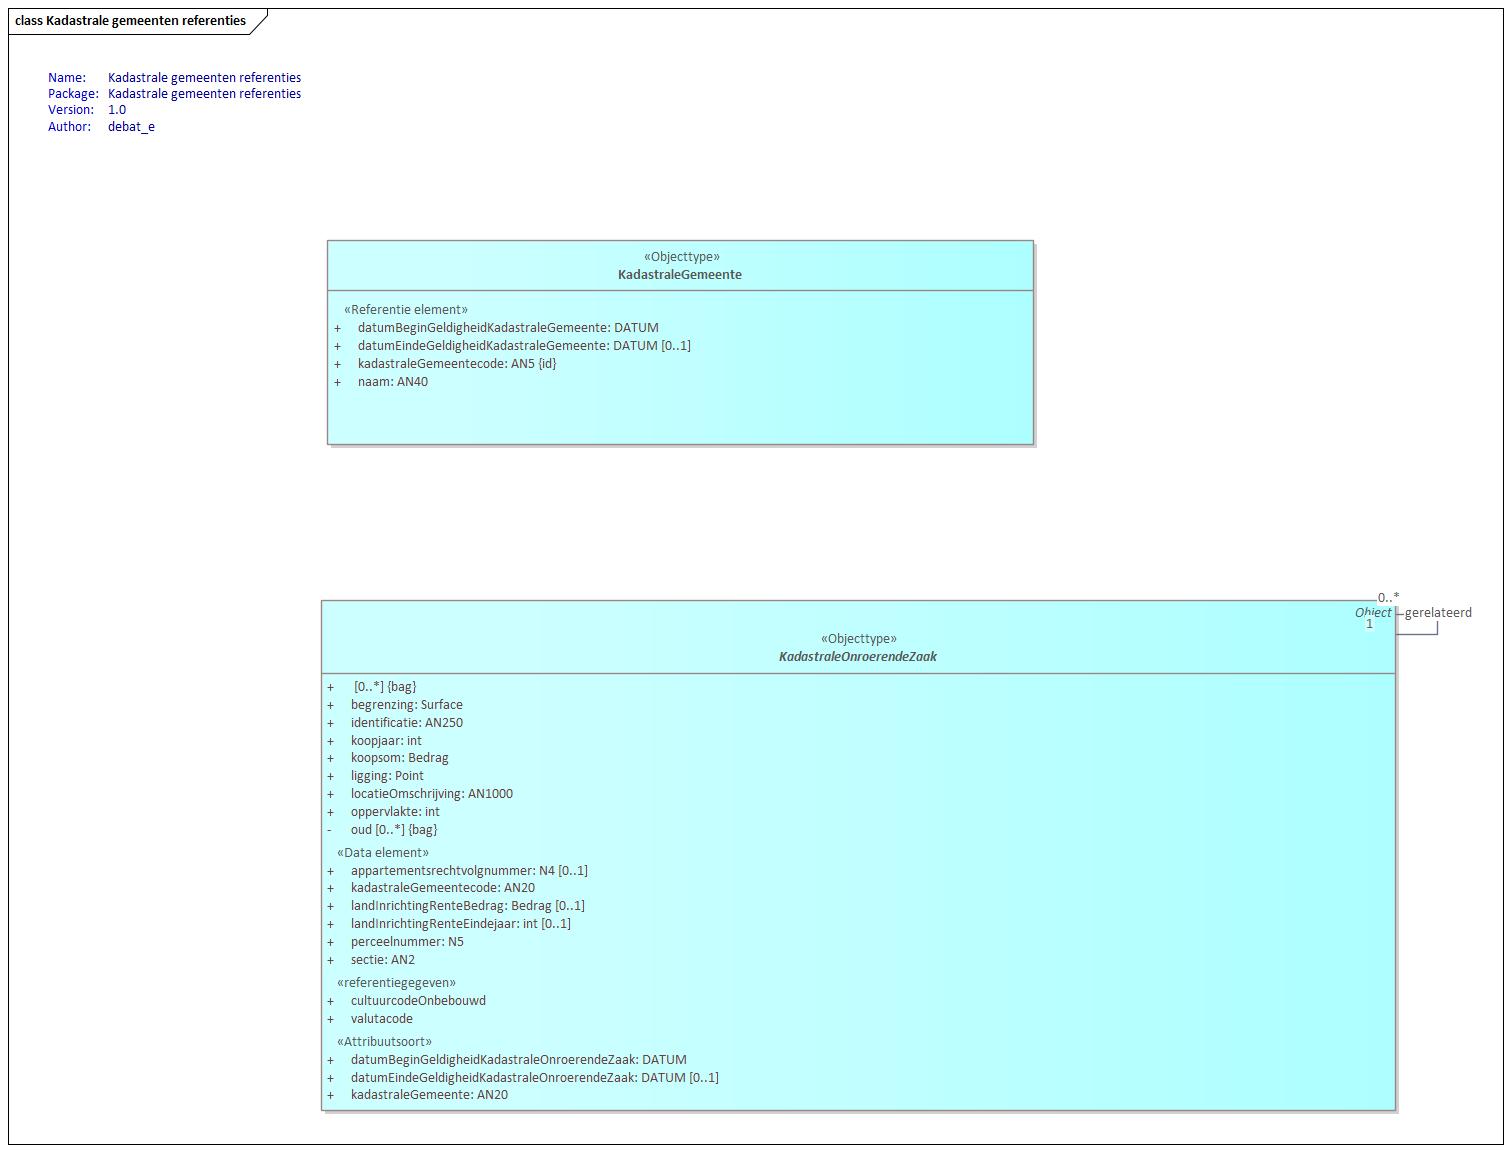 class Kadastrale gemeenten referenties
Name: Kadastrale gemeenten referenties
Package: Kadastrale gemeenten referenties
Version: 1.0
Author: debat_e
«Objecttype»
KadastraleGemeente
«Referentie element»
+ datumBeginGeldigheidKadastraleGemeente: DATUM
+ datumEindeGeldigheidKadastraleGemeente: DATUM [0..1]
+ kadastraleGemeentecode: AN5 {id}
+ naam: AN40
0..*
Object
gerelateerd
1
«Objecttype»
KadastraleOnroerendeZaak
+ [0..*] {bag}
+ begrenzing: Surface
+ identificatie: AN250
+ koopjaar: int
+ koopsom: Bedrag
+ ligging: Point
+ locatieOmschrijving: AN1000
+ oppervlakte: int
- oud [0..*] {bag}
«Data element»
+ appartementsrechtvolgnummer: N4 [0..1]
+ kadastraleGemeentecode: AN20
+ landInrichtingRenteBedrag: Bedrag [0..1]
+ landInrichtingRenteEindejaar: int [0..1]
+ perceelnummer: N5
+ sectie: AN2
«referentiegegeven»
+ cultuurcodeOnbebouwd
+ valutacode
«Attribuutsoort»
+ datumBeginGeldigheidKadastraleOnroerendeZaak: DATUM
+ datumEindeGeldigheidKadastraleOnroerendeZaak: DATUM [0..1]
+ kadastraleGemeente: AN20